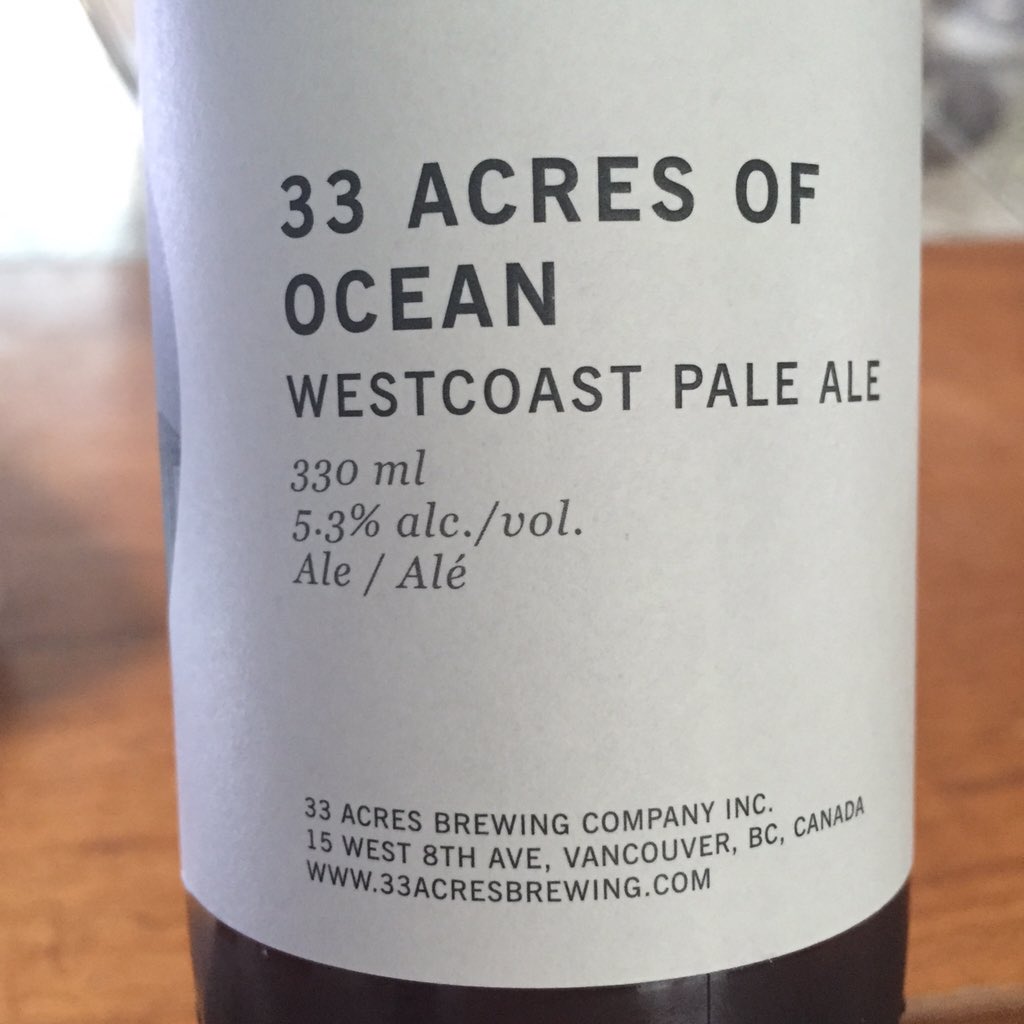 33 ACRES OF
OCEAN
WESTCOAST PALE ALE
330 ml
5.3% alc./vol.
Ale / Alé
33 ACRES BREWING COMPANY INC.
15 WEST 8TH AVE, VANCOUVER, BC, CANADA
WWW.33ACRESBREWING.COM